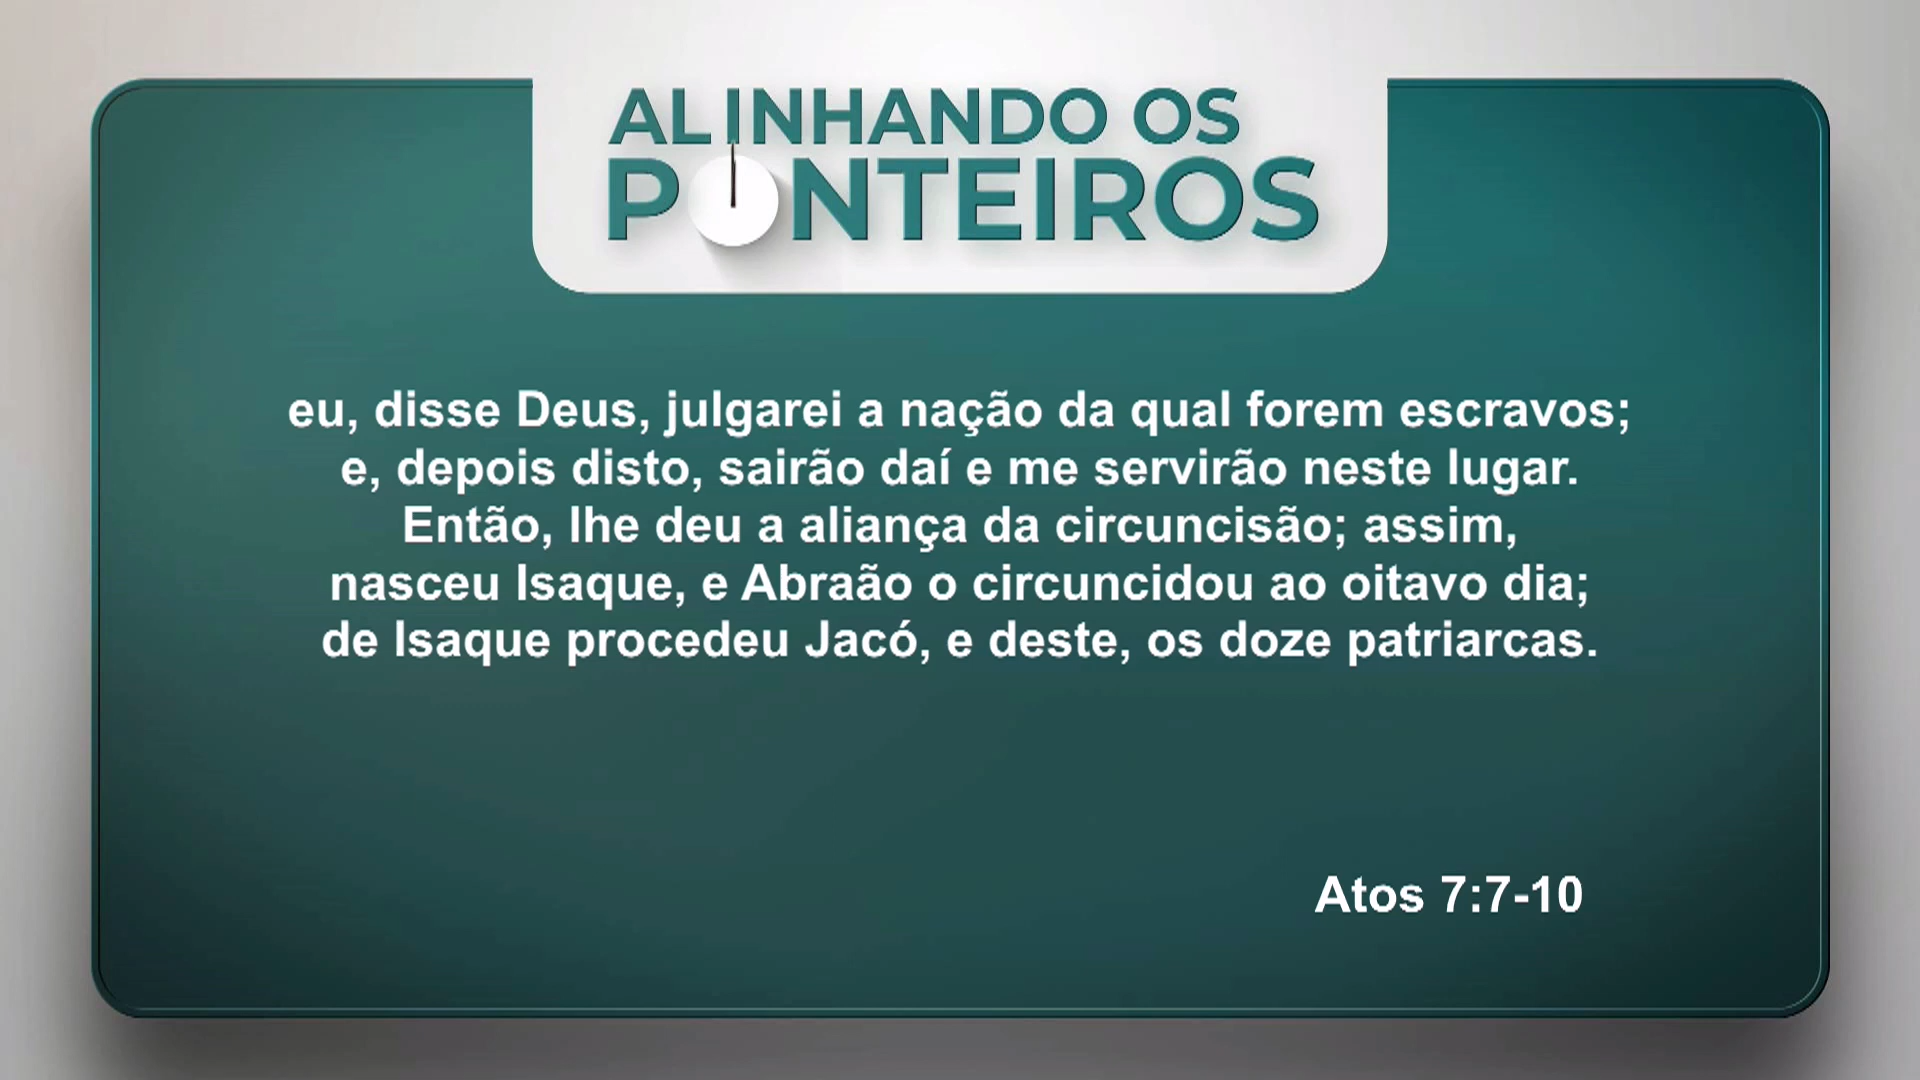 ALINHANDO OS
PONTEIROS
eu, disse Deus, julgarei a nação da qual forem escravos;
e, depois disto, sairão daí e me servirão neste lugar.
Então, lhe deu a aliança da circuncisão; assim,
nasceu Isaque, e Abraão o circuncidou ao oitavo dia;
de Isaque procedeu Jacó, e deste, os doze patriarcas.
Atos 7:7-10